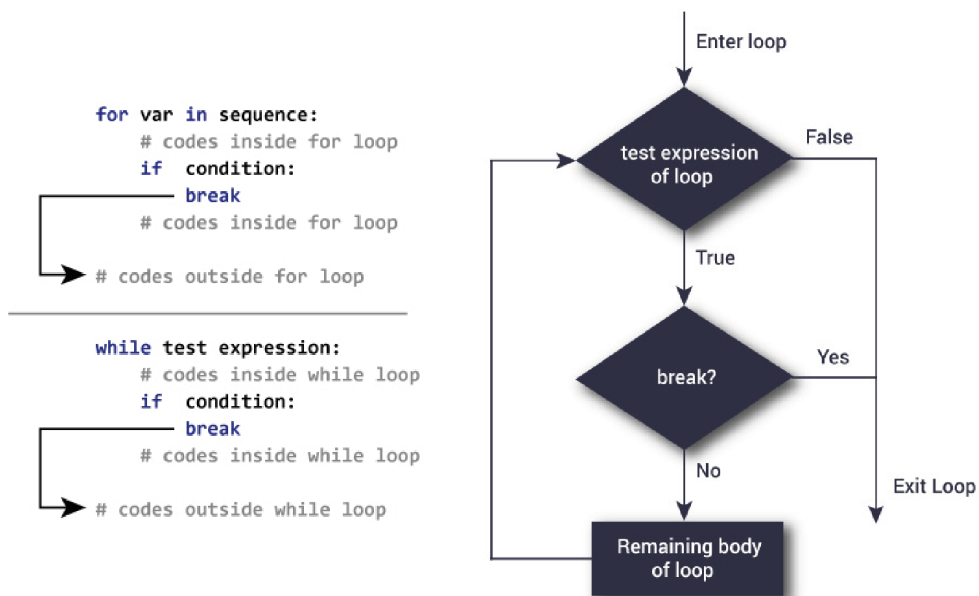 for var in sequence:
# codes inside for loop
if condition:
break
# codes inside for loop
# codes outside for loop
while test expression:
# codes inside while loop
if condition:
break
# codes inside while loop
# codes outside while loop
Enter loop
test expression
of loop
False
True
break?
Yes
No
Exit Loop
Remaining body
of loop